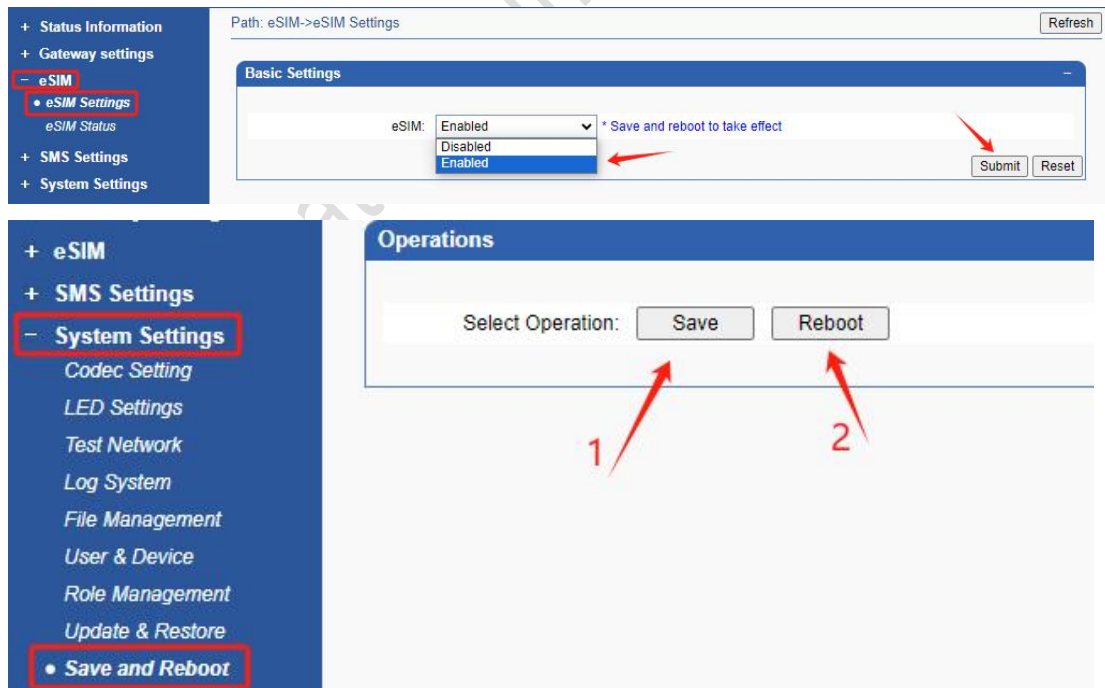 Path: eSIM->eSIM Settings
Refresh
+ Status Information
+ Gateway settings
− eSIM
• eSIM Settings
eSIM Status
+ SMS Settings
+ System Settings
Basic Settings −
eSIM: Enabled * Save and reboot to take effect
Disabled
Enabled
Submit Reset
+ eSIM
+ SMS Settings
− System Settings
Codec Setting
LED Settings
Test Network
Log System
File Management
User & Device
Role Management
Update & Restore
• Save and Reboot
Operations
Select Operation: Save Reboot
1 2